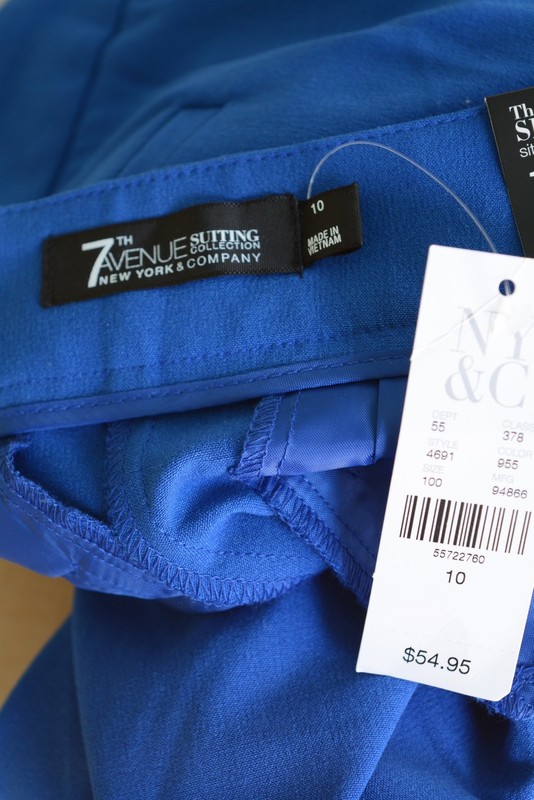 7TH
AVENUE SUITING
COLLECTION
NEW YORK & COMPANY
10
MADE IN
VIETNAM
NY
&C
DEPT CLASS
55 378
STYLE COLOR
4691 955
SIZE MFG
100 94866
55722760
10
$54.95